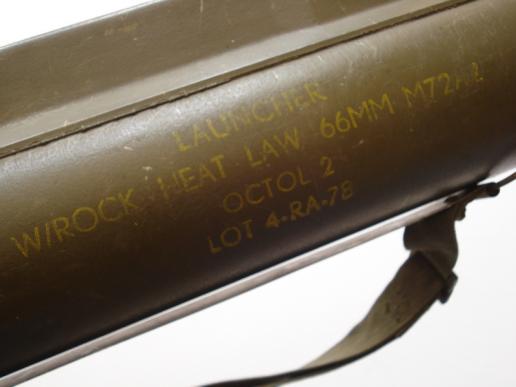 LAUNCHER
W/ROCK HEAT LAW 66MM M72A2
OCTOL 2
LOT 4-RA-78